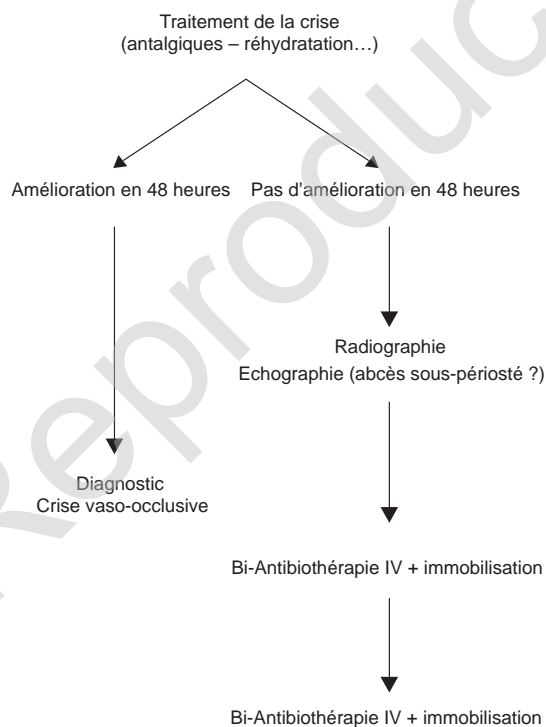 Traitement de la crise
(antalgiques – réhydratation…)
Amélioration en 48 heures
Pas d'amélioration en 48 heures
Radiographie
Echographie (abcès sous-périosté ?)
Diagnostic
Crise vaso-occlusive
Bi-Antibiothérapie IV + immobilisation
Bi-Antibiothérapie IV + immobilisation
Reproduc